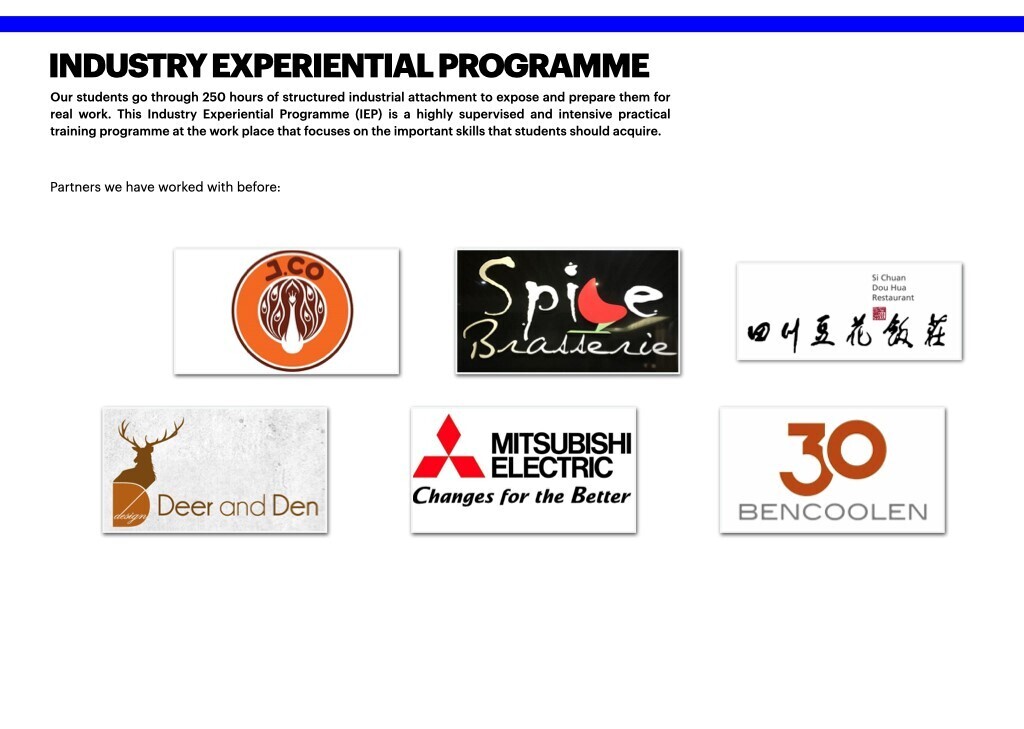 INDUSTRY EXPERIENTIAL PROGRAMME
Our students go through 250 hours of structured industrial attachment to expose and prepare them for
real work. This Industry Experiential Programme (IEP) is a highly supervised and intensive practical
training programme at the work place that focuses on the important skills that students should acquire.
Partners we have worked with before:
J.CO
Spice
Brasserie
Si Chuan
Dou Hua
Restaurant
四川豆花飯莊
design
Deer and Den
MITSUBISHI
ELECTRIC
Changes for the Better
30
BENCOOLEN